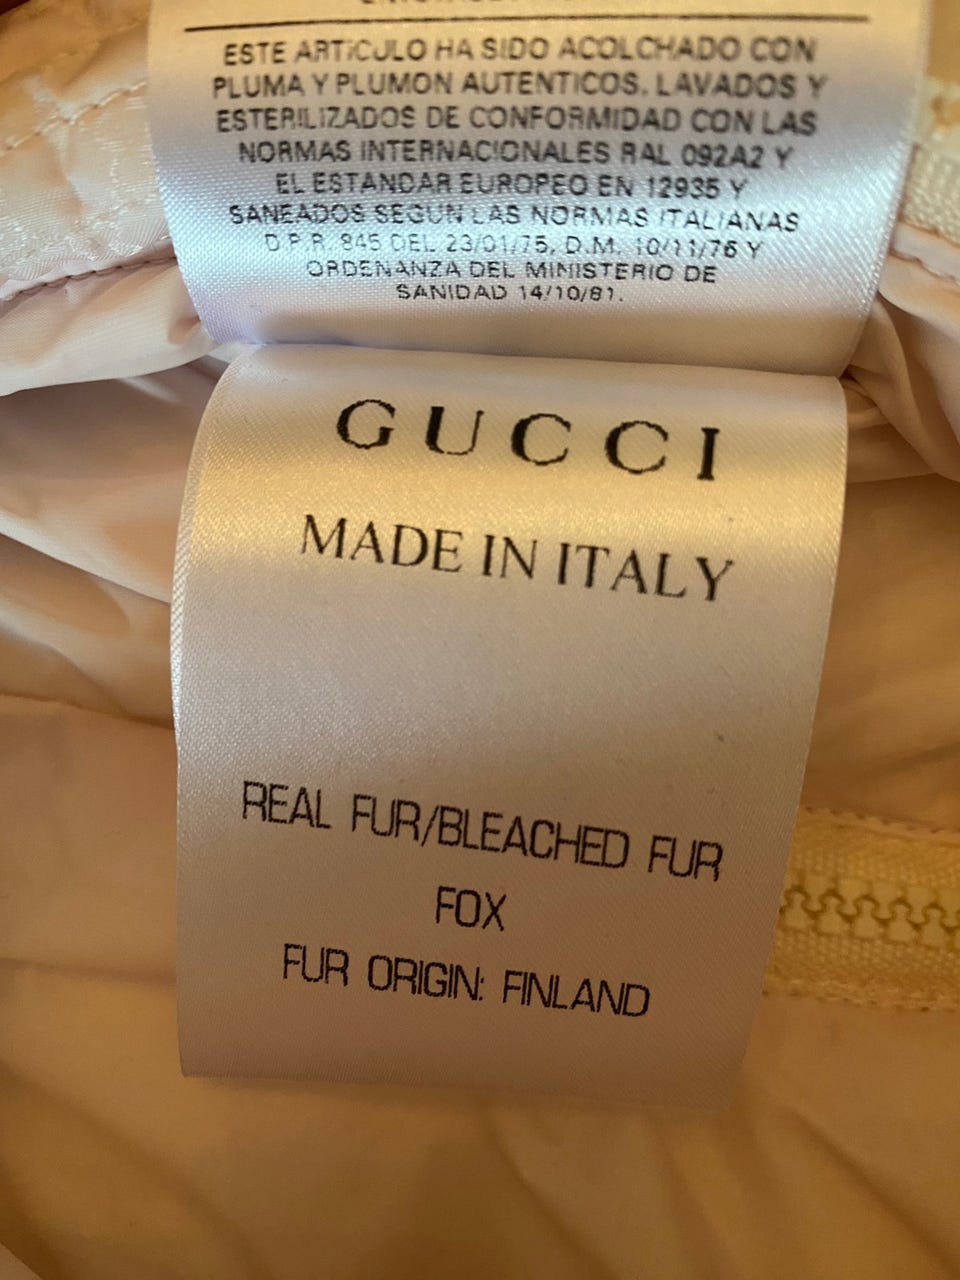 ESTE ARTICULO HA SIDO ACOLCHADO CON
PLUMA Y PLUMON AUTENTICOS. LAVADOS Y
ESTERILIZADOS DE CONFORMIDAD CON LAS
NORMAS INTERNACIONALES RAL 092A2 Y
EL ESTANDAR EUROPEO EN 12935 Y
SANEADOS SEGUN LAS NORMAS ITALIANAS
D.P.R. 845 DEL 23/01/75, D.M. 10/11/76 Y
ORDENANZA DEL MINISTERIO DE
SANIDAD 14/10/81.
GUCCI
MADE IN ITALY
REAL FUR/BLEACHED FUR
FOX
FUR ORIGIN: FINLAND